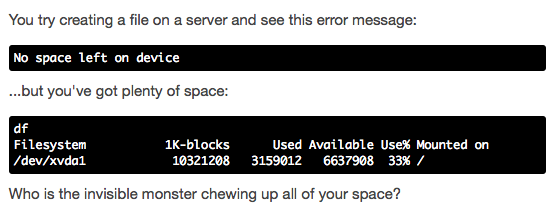 You try creating a file on a server and see this error message:
No space left on device
...but you've got plenty of space:
df
Filesystem           1K-blocks      Used Available Use% Mounted on
/dev/xvda1            10321208   3159012   6637908  33% /
Who is the invisible monster chewing up all of your space?